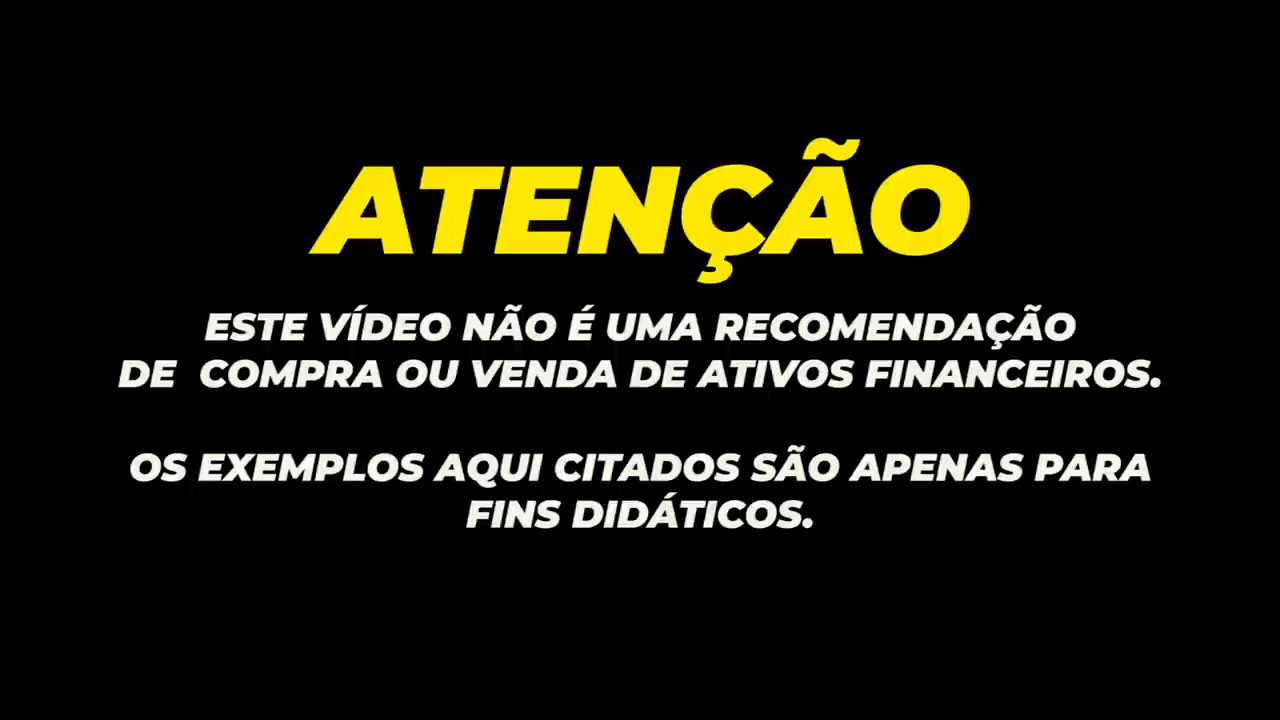 ATENÇÃO
ESTE VÍDEO NÃO É UMA RECOMENDAÇÃO
DE  COMPRA OU VENDA DE ATIVOS FINANCEIROS.
OS EXEMPLOS AQUI CITADOS SÃO APENAS PARA
FINS DIDÁTICOS.